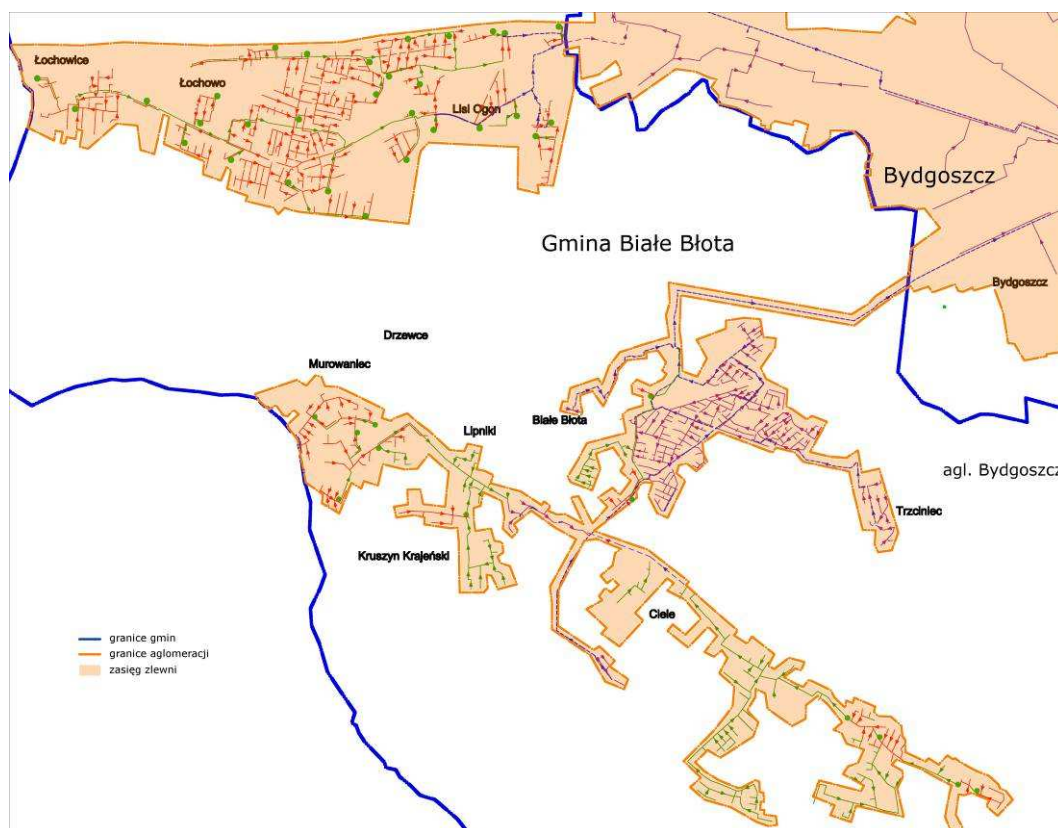 Łochowice
Łochowo
Lisi Ogon
Bydgoszcz
Gmina Białe Błota
Bydgoszcz
Drzewce
Murowaniec
Lipniki
Białe Błota
agl. Bydgoszcz
Trzciniec
Kruszyn Krajeński
Ciele
granice gmin
granice aglomeracji
zasięg zlewni